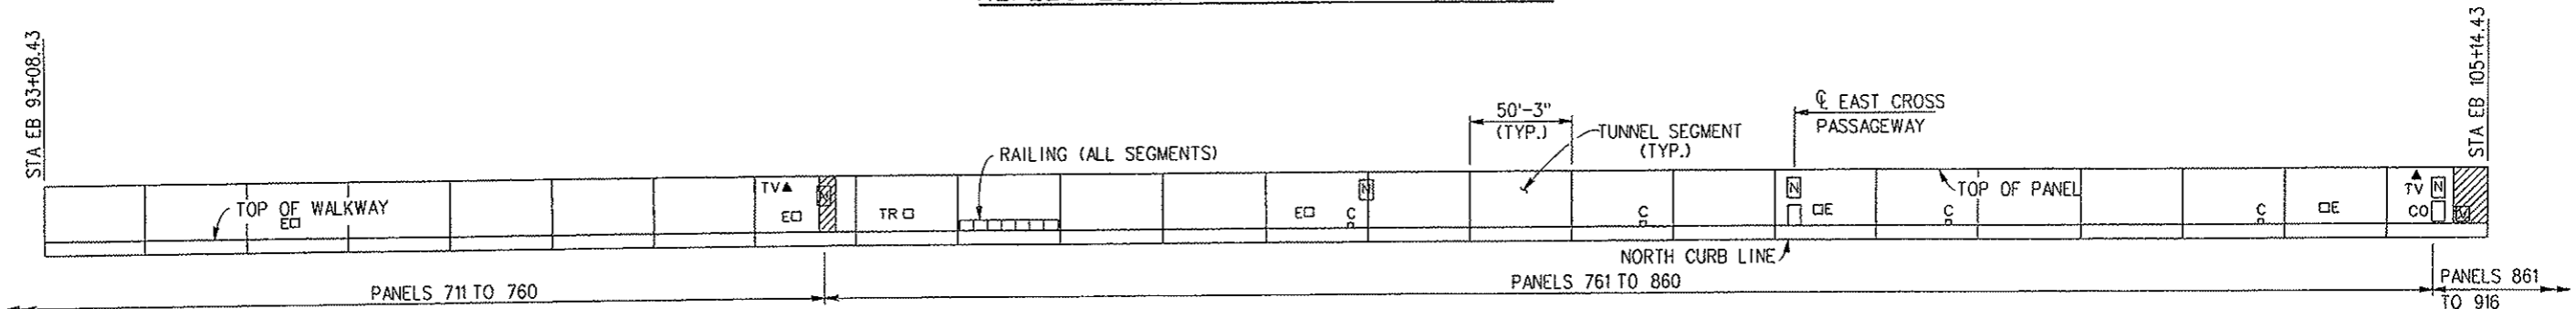 STA EB 93+08.43
STA EB 105+14.43
℄ EAST CROSS
PASSAGEWAY
50'-3"
(TYP.)
TUNNEL SEGMENT
(TYP.)
RAILING (ALL SEGMENTS)
TOP OF PANEL
TOP OF WALKWAY
TV▲
N
N
N
TV
N
E□
E□
TR□
E□
C
C
□E
C
C
□E
CO
NORTH CURB LINE
PANELS 711 TO 760
PANELS 761 TO 860
PANELS 861
TO 916